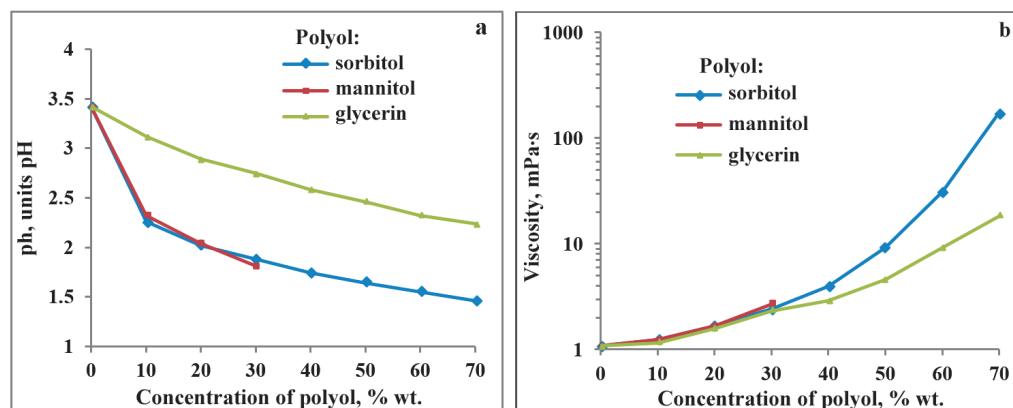 a
Polyol:
sorbitol
mannitol
glycerin
4
3.5
3
2.5
2
1.5
1
ph, units pH
0 10 20 30 40 50 60 70
Concentration of polyol, % wt.
b
Polyol:
sorbitol
mannitol
glycerin
1000
100
10
1
Viscosity, mPa·s
0 10 20 30 40 50 60 70
Concentration of polyol, % wt.